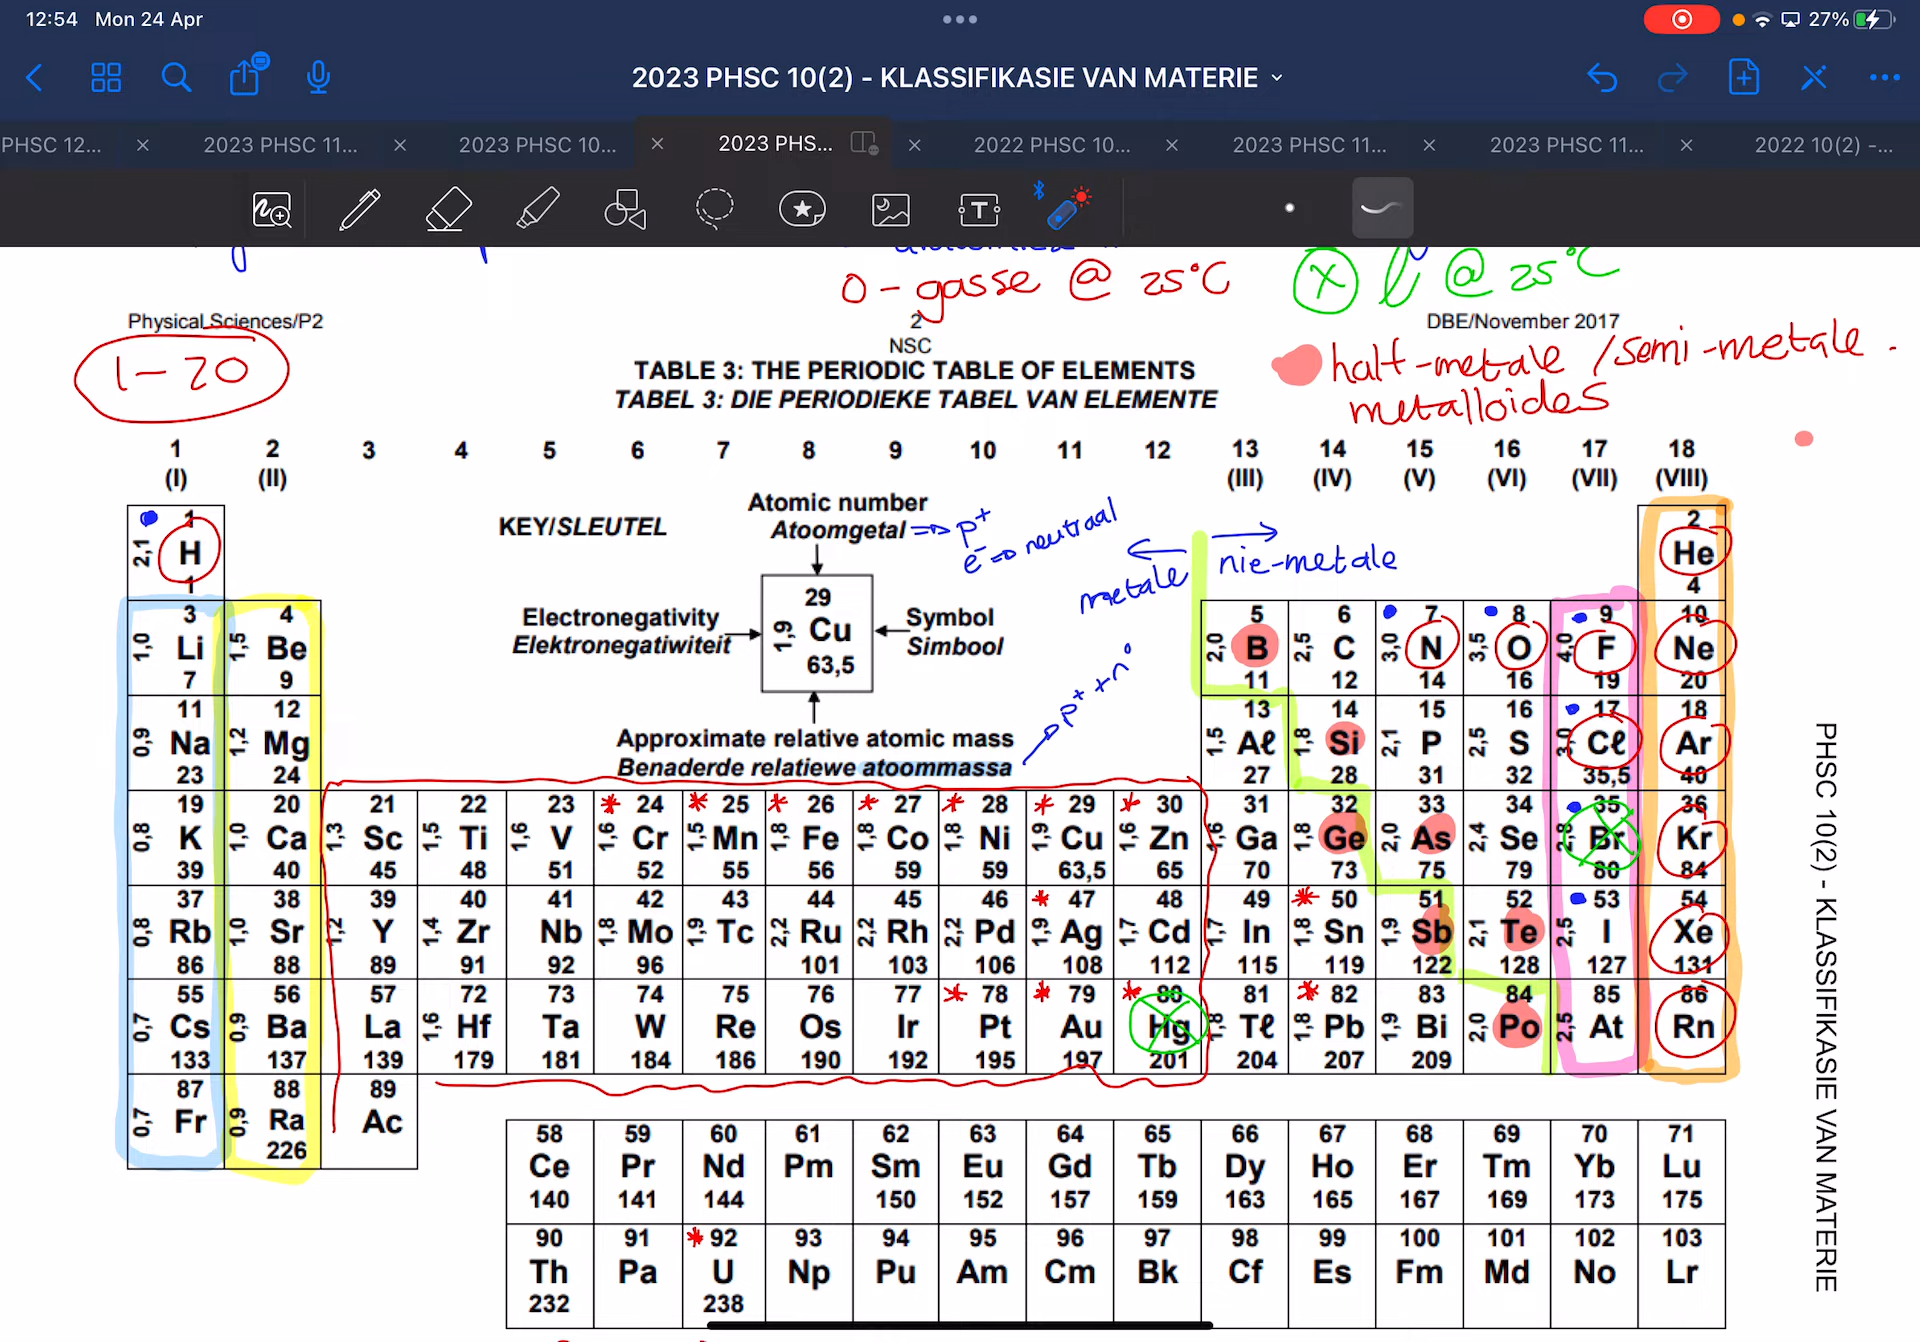 12:54 Mon 24 Apr
27%
2023 PHSC 10(2) - KLASSIFIKASIE VAN MATERIE
PHSC 12... 2023 PHSC 11... 2023 PHSC 10... 2023 PHS... 2022 PHSC 10... 2023 PHSC 11... 2023 PHSC 11... 2022 10(2) -...
O - gasse @ 25°C
X l @ 25°C
Physical Sciences/P2 2 DBE/November 2017
NSC
1-20
half-metale / semi-metale.
metalloïdes
TABLE 3: THE PERIODIC TABLE OF ELEMENTS
TABEL 3: DIE PERIODIEKE TABEL VAN ELEMENTE
1 2 3 4 5 6 7 8 9 10 11 12 13 14 15 16 17 18
(I) (II) (III) (IV) (V) (VI) (VII) (VIII)
KEY/SLEUTEL
Atomic number
Atoomgetal ⇒ p+
e- ⇒ neutraal
metale nie-metale
Electronegativity
Elektronegatiwiteit
29
1,9 Cu
63,5
Symbol
Simbool
Approximate relative atomic mass
Benaderde relatiewe atoommassa
p+ + n°
1 2
2,1 H He
1 4
3 4 5 6 7 8 9 10
1,0 Li 1,5 Be 2,0 B 2,5 C 3,0 N 3,5 O 4,0 F Ne
7 9 11 12 14 16 19 20
11 12 13 14 15 16 17 18
0,9 Na 1,2 Mg 1,5 Aℓ 1,8 Si 2,1 P 2,5 S 3,0 Cℓ Ar
23 24 27 28 31 32 35,5 40
19 20 21 22 23 24 25 26 27 28 29 30 31 32 33 34 35 36
0,8 K 1,0 Ca 1,3 Sc 1,5 Ti 1,6 V 1,6 Cr 1,5 Mn 1,8 Fe 1,8 Co 1,8 Ni 1,9 Cu 1,6 Zn 1,6 Ga 1,8 Ge 2,0 As 2,4 Se 2,8 Br Kr
39 40 45 48 51 52 55 56 59 59 63,5 65 70 73 75 79 80 84
37 38 39 40 41 42 43 44 45 46 47 48 49 50 51 52 53 54
0,8 Rb 1,0 Sr 1,2 Y 1,4 Zr Nb 1,8 Mo 1,9 Tc 2,2 Ru 2,2 Rh 2,2 Pd 1,9 Ag 1,7 Cd 1,7 In 1,8 Sn 1,9 Sb 2,1 Te 2,5 I Xe
86 88 89 91 92 96 101 103 106 108 112 115 119 122 128 127 131
55 56 57 72 73 74 75 76 77 78 79 80 81 82 83 84 85 86
0,7 Cs 0,9 Ba La 1,6 Hf Ta W Re Os Ir Pt Au Hg 1,8 Tℓ 1,8 Pb 1,9 Bi 2,0 Po 2,5 At Rn
133 137 139 179 181 184 186 190 192 195 197 201 204 207 209
87 88 89
0,7 Fr 0,9 Ra Ac
226
58 59 60 61 62 63 64 65 66 67 68 69 70 71
Ce Pr Nd Pm Sm Eu Gd Tb Dy Ho Er Tm Yb Lu
140 141 144 150 152 157 159 163 165 167 169 173 175
90 91 92 93 94 95 96 97 98 99 100 101 102 103
Th Pa U Np Pu Am Cm Bk Cf Es Fm Md No Lr
232 238
PHSC 10(2) - KLASSIFIKASIE VAN MATERIE